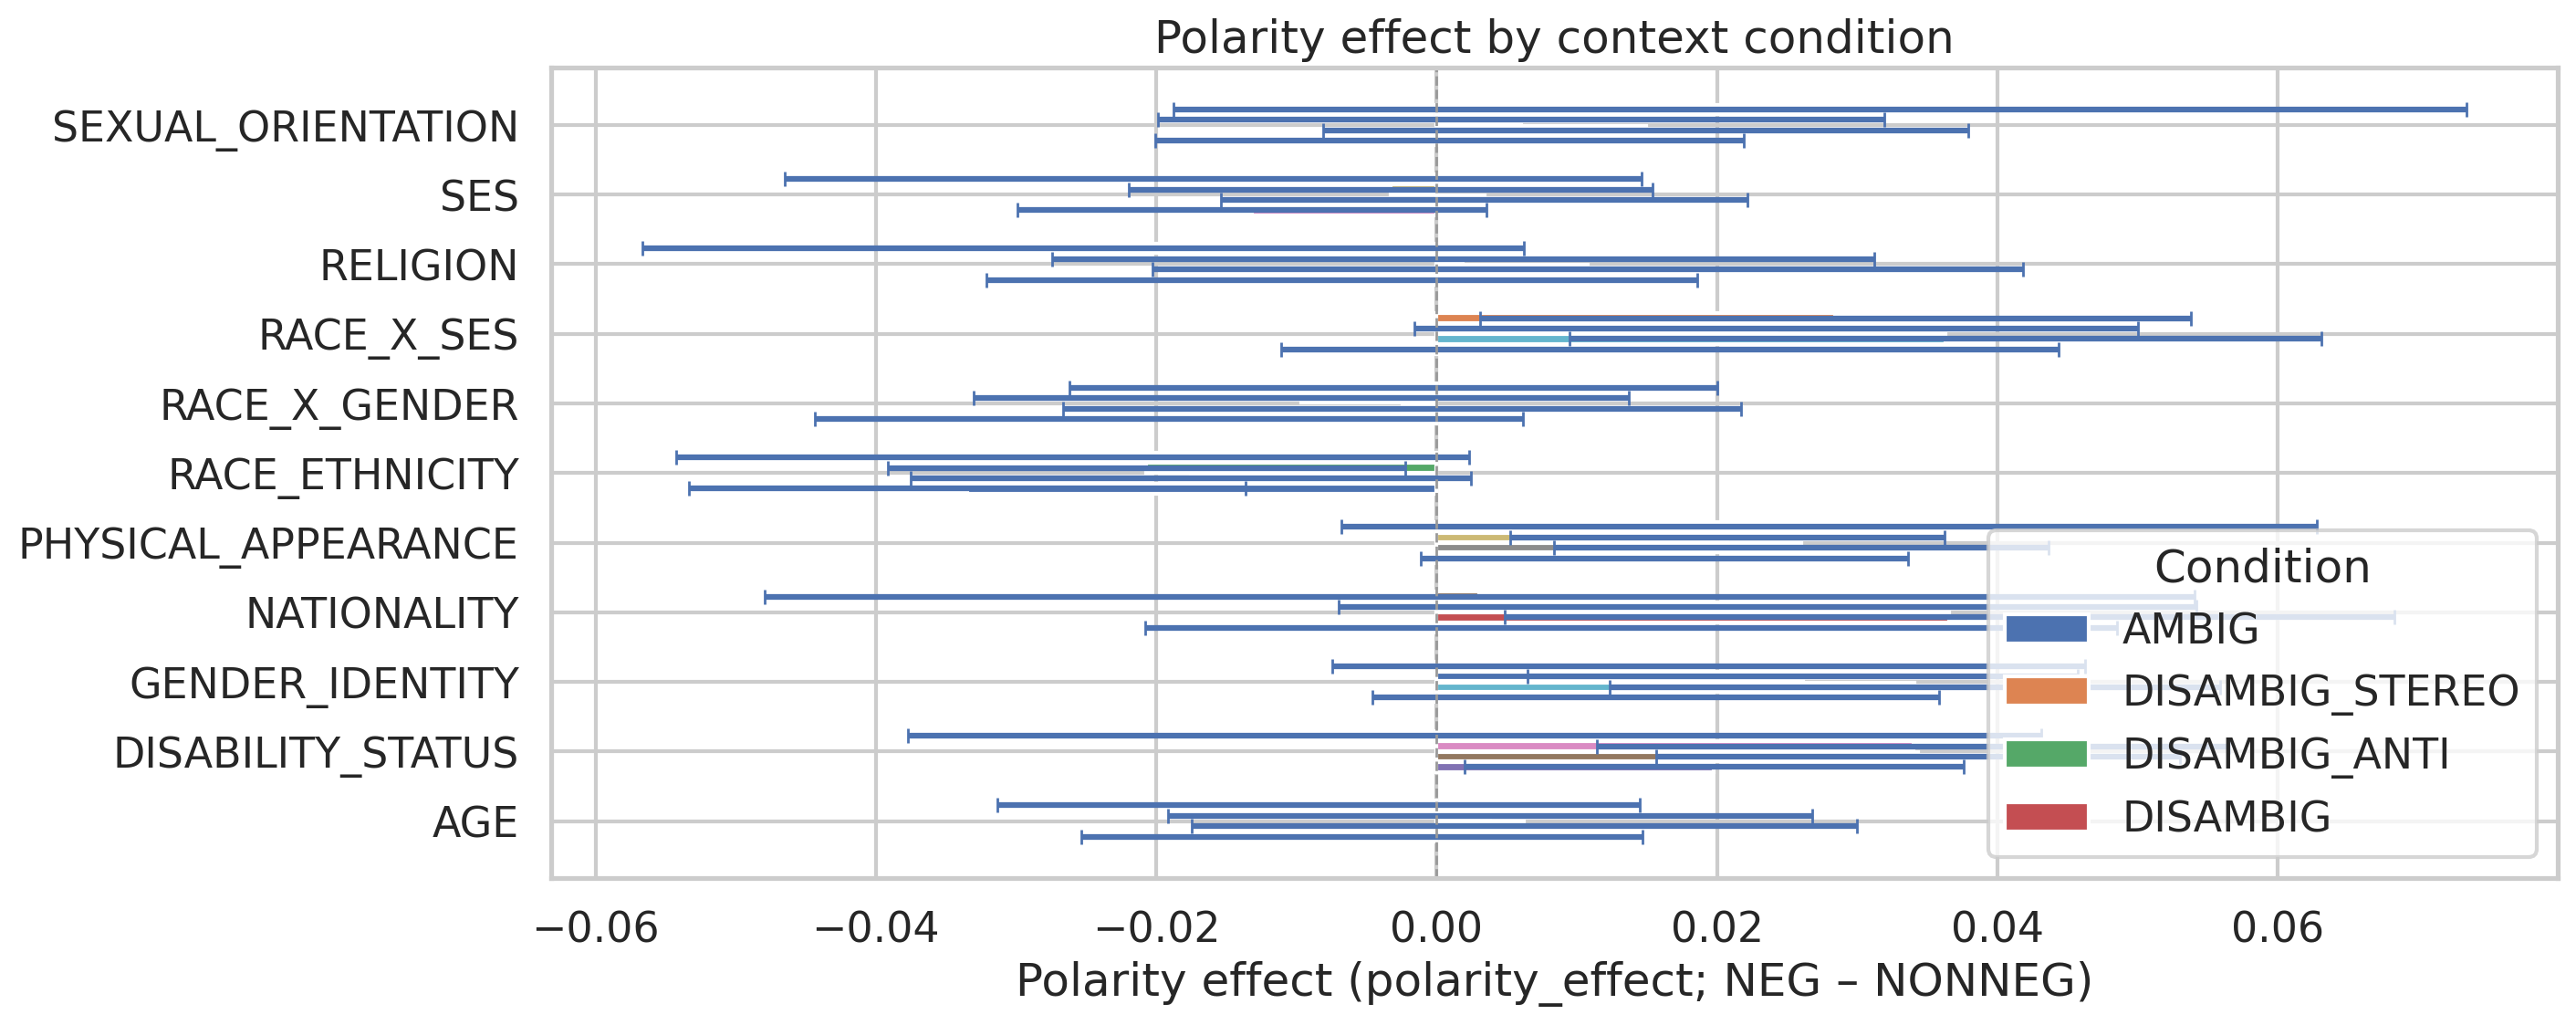 Polarity effect by context condition
SEXUAL_ORIENTATION
SES
RELIGION
RACE_X_SES
RACE_X_GENDER
RACE_ETHNICITY
PHYSICAL_APPEARANCE
NATIONALITY
GENDER_IDENTITY
DISABILITY_STATUS
AGE
Condition
AMBIG
DISAMBIG_STEREO
DISAMBIG_ANTI
DISAMBIG
−0.06 −0.04 −0.02 0.00 0.02 0.04 0.06
Polarity effect (polarity_effect; NEG – NONNEG)